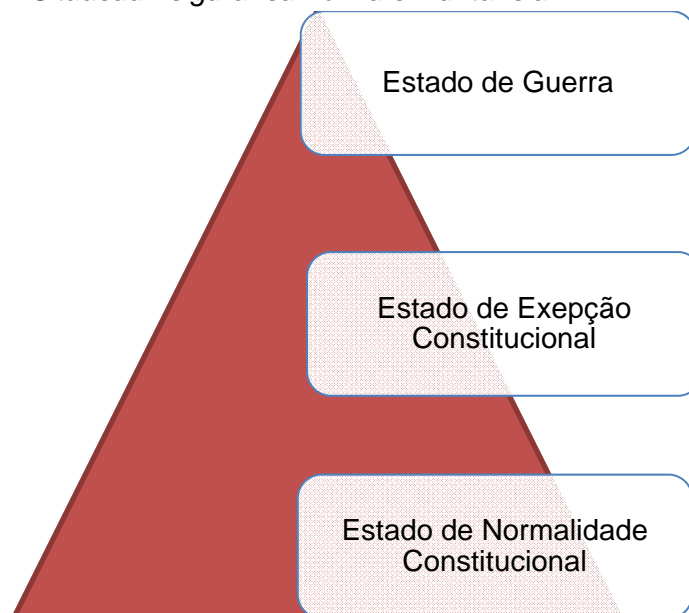 Estado de Guerra
Estado de Exepção
Constitucional
Estado de Normalidade
Constitucional